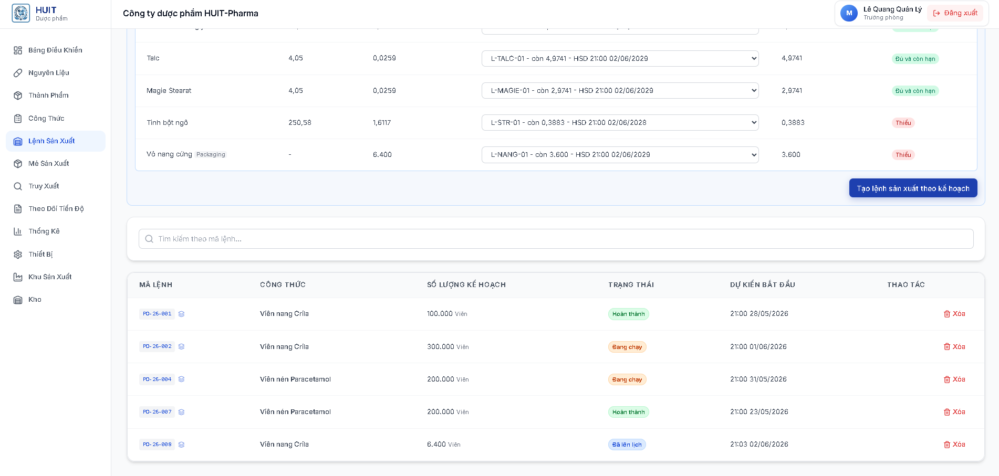 HUIT
Dược phẩm
Công ty dược phẩm HUIT-Pharma
M
Lê Quang Quản Lý
Trưởng phòng
Đăng xuất
Bảng Điều Khiển
Nguyên Liệu
Thành Phẩm
Công Thức
Lệnh Sản Xuất
Mẻ Sản Xuất
Truy Xuất
Theo Dõi Tiến Độ
Thống Kê
Thiết Bị
Khu Sản Xuất
Kho
Talc 4,05 0,0259 L-TALC-01 - còn 4,9741 - HSD 21:00 02/06/2029 4,9741 Đủ và còn hạn
Magie Stearat 4,05 0,0259 L-MAGIE-01 - còn 2,9741 - HSD 21:00 02/06/2029 2,9741 Đủ và còn hạn
Tinh bột ngô 250,58 1,6117 L-STR-01 - còn 0,3883 - HSD 21:00 02/06/2028 0,3883 Thiếu
Vỏ nang cứng Packaging - 6.400 L-NANG-01 - còn 3.600 - HSD 21:00 02/06/2029 3.600 Thiếu
Tạo lệnh sản xuất theo kế hoạch
Tìm kiếm theo mã lệnh...
MÃ LỆNH CÔNG THỨC SỐ LƯỢNG KẾ HOẠCH TRẠNG THÁI DỰ KIẾN BẮT ĐẦU THAO TÁC
PO-26-001 Viên nang Crila 100.000 Viên Hoàn thành 21:00 28/05/2026 Xóa
PO-26-002 Viên nang Crila 300.000 Viên Đang chạy 21:00 01/06/2026 Xóa
PO-26-004 Viên nén Paracetamol 200.000 Viên Đang chạy 21:00 31/05/2026 Xóa
PO-26-007 Viên nén Paracetamol 200.000 Viên Hoàn thành 21:00 23/05/2026 Xóa
PO-26-008 Viên nang Crila 6.400 Viên Đã lên lịch 21:03 02/06/2026 Xóa